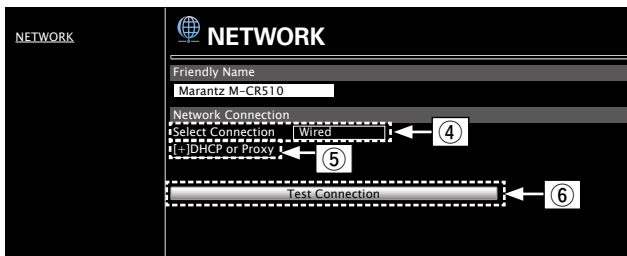 NETWORK
NETWORK
Friendly Name
Marantz M-CR510
Network Connection
Select Connection Wired ④
[+]DHCP or Proxy ⑤
Test Connection ⑥